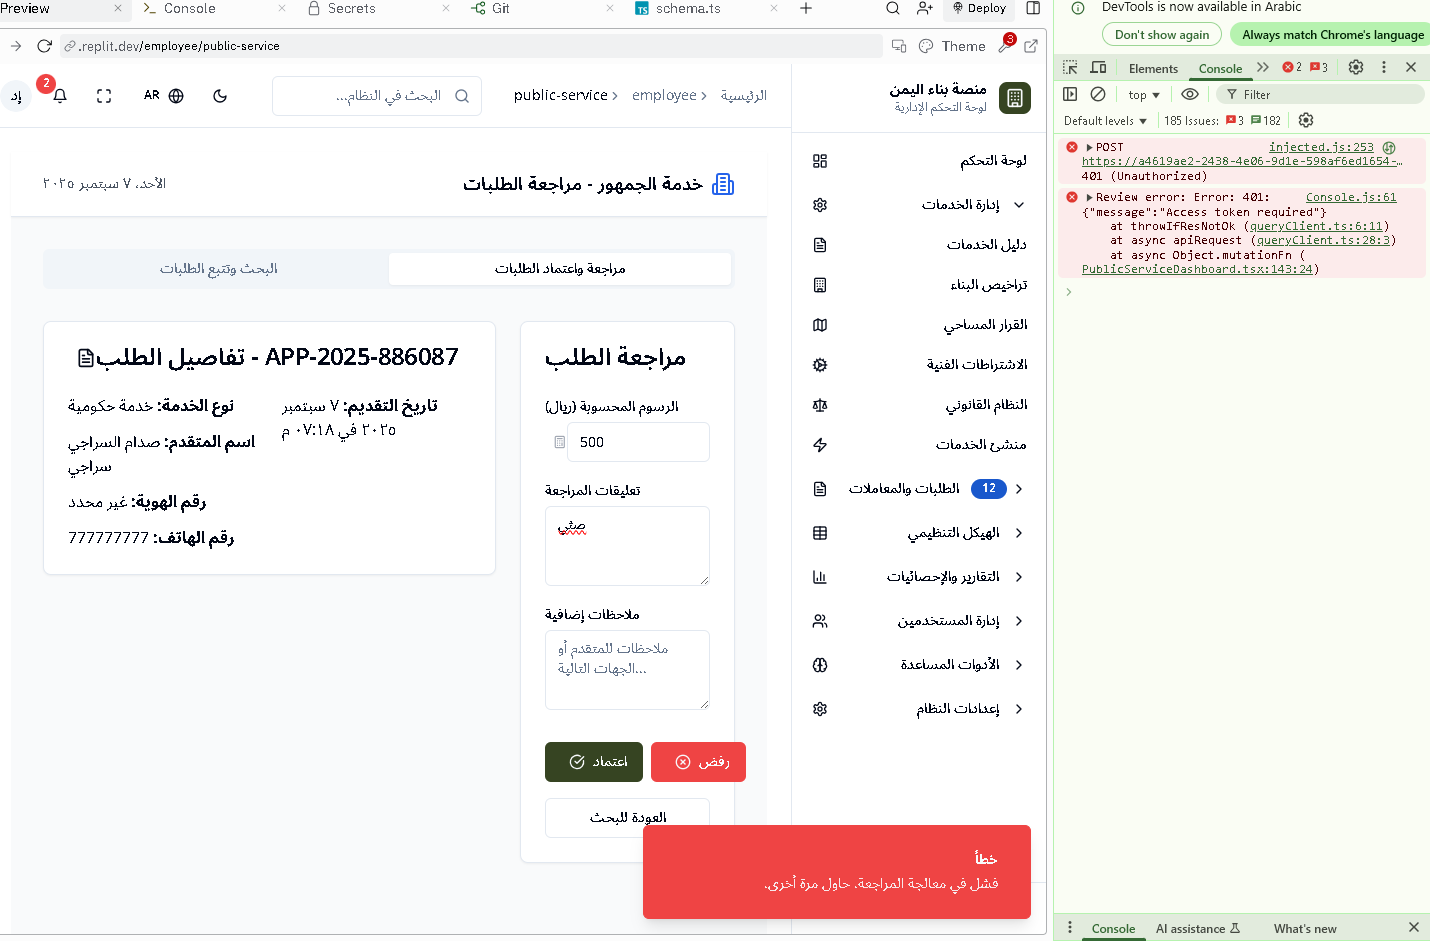 Preview
Console
Secrets
Git
schema.ts
Deploy
.replit.dev/employee/public-service
Theme
3
إد
2
AR
البحث في النظام...
الرئيسية
employee
public-service
منصة بناء اليمن
لوحة التحكم الإدارية
خدمة الجمهور - مراجعة الطلبات
الأحد، ٧ سبتمبر ٢٠٢٥
مراجعة واعتماد الطلبات
البحث وتتبع الطلبات
مراجعة الطلب
الرسوم المحسوبة (ريال)
500
تعليقات المراجعة
صثي
ملاحظات إضافية
ملاحظات للمتقدم أو
الجهات التالية...
رفض
اعتماد
العودة للبحث
تفاصيل الطلب - APP-2025-886087
تاريخ التقديم: ٧ سبتمبر
٢٠٢٥ في ٠٧:١٨ م
نوع الخدمة: خدمة حكومية
اسم المتقدم: صدام السراجي
سراجي
رقم الهوية: غير محدد
رقم الهاتف: 777777777
لوحة التحكم
إدارة الخدمات
دليل الخدمات
تراخيص البناء
القرار المساحي
الاشتراطات الفنية
النظام القانوني
منشئ الخدمات
الطلبات والمعاملات
12
الهيكل التنظيمي
التقارير والإحصائيات
إدارة المستخدمين
الأدوات المساعدة
إعدادات النظام
خطأ
فشل في معالجة المراجعة. حاول مرة أخرى.
DevTools is now available in Arabic
Don't show again
Always match Chrome's language
Elements
Console
2
3
top
Filter
Default levels
185 Issues:
3
182
POST
injected.js:253
https://a4619ae2-2438-4e06-9d1e-598af6ed1654-…
401 (Unauthorized)
Review error: Error: 401:
Console.js:61
{"message":"Access token required"}
at throwIfResNotOk (queryClient.ts:6:11)
at async apiRequest (queryClient.ts:28:3)
at async Object.mutationFn (
PublicServiceDashboard.tsx:143:24)
Console
AI assistance
What's new